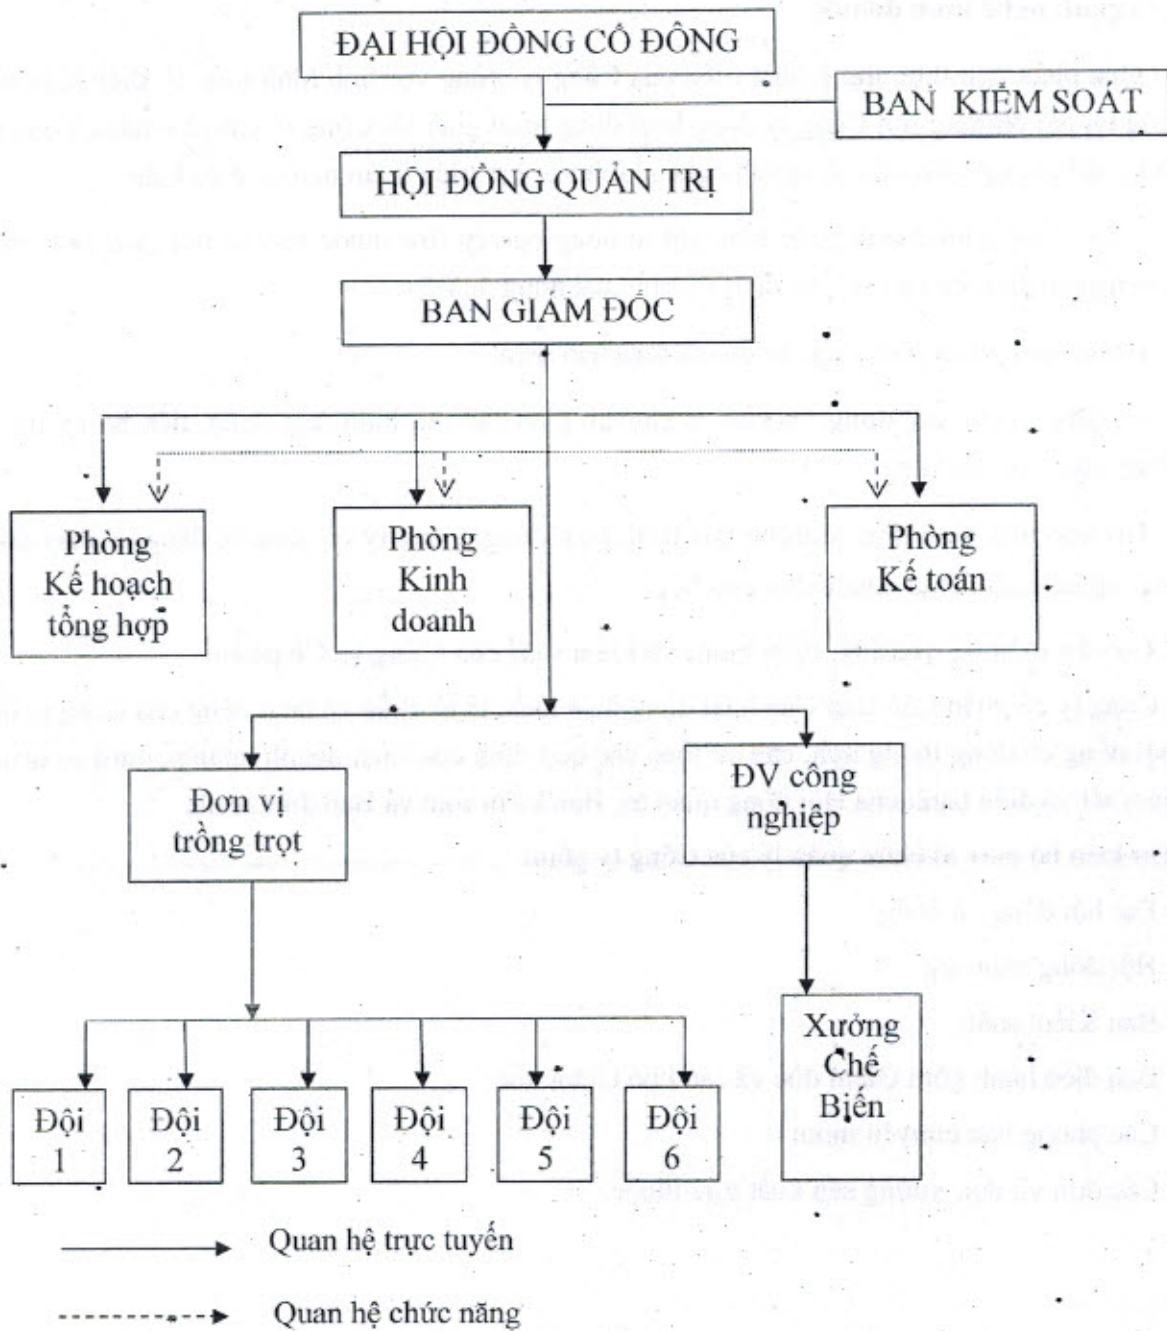 ĐẠI HỘI ĐỒNG CỔ ĐÔNG
BAN KIỂM SOÁT
HỘI ĐỒNG QUẢN TRỊ
BAN GIÁM ĐỐC
Phòng
Kế hoạch
tổng hợp
Phòng
Kinh
doanh
Phòng
Kế toán
Đơn vị
trồng trọt
ĐV công
nghiệp
Xưởng
Chế
Biến
Đội
1
Đội
2
Đội
3
Đội
4
Đội
5
Đội
6
Quan hệ trực tuyến
Quan hệ chức năng